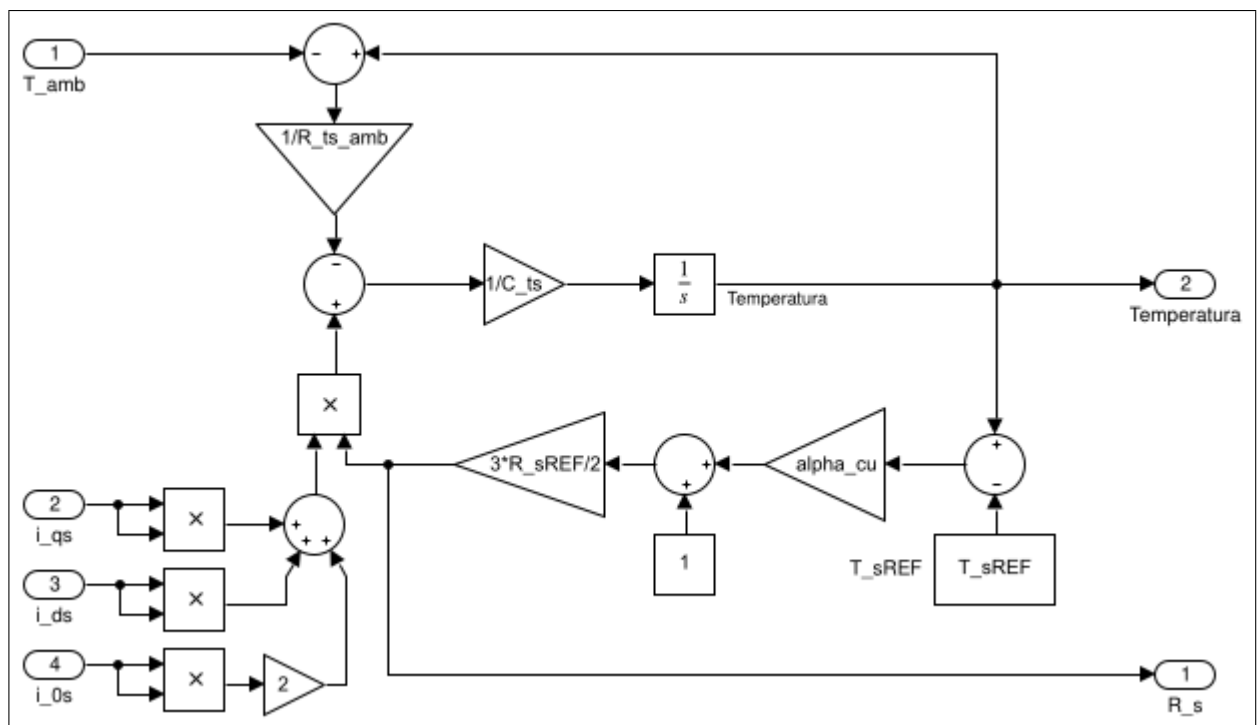 1
T_amb
-
+
1/R_ts_amb
-
+
1/C_ts
1
s
Temperatura
2
Temperatura
×
3*R_sREF/2
+
+
alpha_cu
+
-
1
T_sREF
T_sREF
2
i_qs
×
+
+ +
3
i_ds
×
4
i_0s
×
2
1
R_s